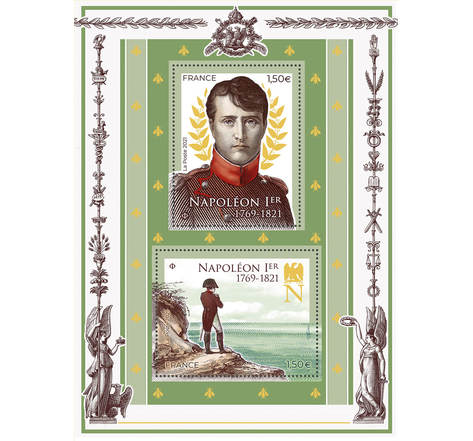 FRANCE 1,50€
La Poste 2021
NAPOLÉON IER
1769-1821
NAPOLÉON IER
1769-1821
N
FRANCE 1,50€